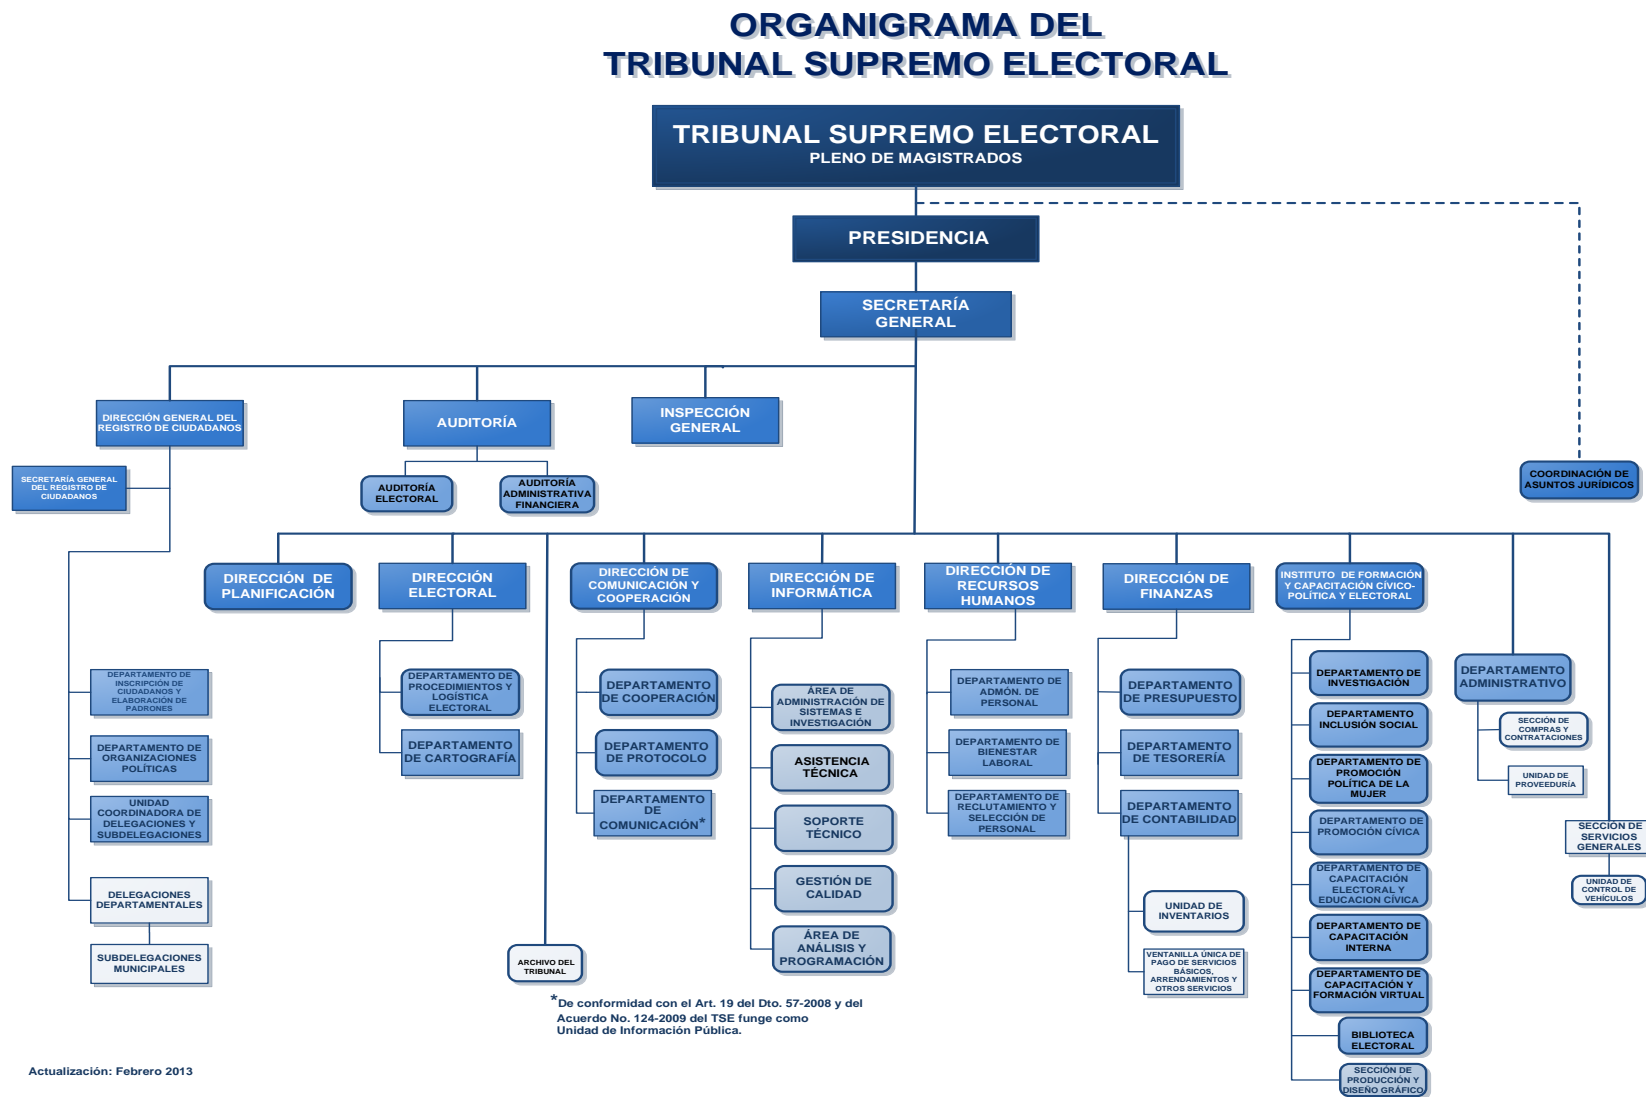 ORGANIGRAMA DEL
TRIBUNAL SUPREMO ELECTORAL
TRIBUNAL SUPREMO ELECTORAL
PLENO DE MAGISTRADOS
PRESIDENCIA
SECRETARÍA
GENERAL
DIRECCIÓN GENERAL DEL
REGISTRO DE CIUDADANOS
AUDITORÍA
INSPECCIÓN
GENERAL
SECRETARÍA GENERAL
DEL REGISTRO DE
CIUDADANOS
AUDITORÍA
ELECTORAL
AUDITORÍA
ADMINISTRATIVA
FINANCIERA
COORDINACIÓN DE
ASUNTOS JURÍDICOS
DIRECCIÓN DE
PLANIFICACIÓN
DIRECCIÓN
ELECTORAL
DIRECCIÓN DE
COMUNICACIÓN Y
COOPERACIÓN
DIRECCIÓN DE
INFORMÁTICA
DIRECCIÓN DE
RECURSOS
HUMANOS
DIRECCIÓN DE
FINANZAS
INSTITUTO DE FORMACIÓN
Y CAPACITACIÓN CÍVICO-
POLÍTICA Y ELECTORAL
DEPARTAMENTO DE
INSCRIPCIÓN DE
CIUDADANOS Y
ELABORACIÓN DE
PADRONES
DEPARTAMENTO DE
ORGANIZACIONES
POLÍTICAS
UNIDAD
COORDINADORA DE
DELEGACIONES Y
SUBDELEGACIONES
DELEGACIONES
DEPARTAMENTALES
SUBDELEGACIONES
MUNICIPALES
DEPARTAMENTO DE
PROCEDIMIENTOS Y
LOGÍSTICA
ELECTORAL
DEPARTAMENTO
DE CARTOGRAFÍA
ARCHIVO DEL
TRIBUNAL
DEPARTAMENTO
DE COOPERACIÓN
DEPARTAMENTO
DE PROTOCOLO
DEPARTAMENTO
DE
COMUNICACIÓN*
ÁREA DE
ADMINISTRACIÓN DE
SISTEMAS E
INVESTIGACIÓN
ASISTENCIA
TÉCNICA
SOPORTE
TÉCNICO
GESTIÓN DE
CALIDAD
ÁREA DE
ANÁLISIS Y
PROGRAMACIÓN
DEPARTAMENTO DE
ADMÓN. DE
PERSONAL
DEPARTAMENTO DE
BIENESTAR
LABORAL
DEPARTAMENTO DE
RECLUTAMIENTO Y
SELECCIÓN DE
PERSONAL
DEPARTAMENTO
DE PRESUPUESTO
DEPARTAMENTO
DE TESORERÍA
DEPARTAMENTO
DE CONTABILIDAD
UNIDAD DE
INVENTARIOS
VENTANILLA ÚNICA DE
PAGO DE SERVICIOS
BÁSICOS,
ARRENDAMIENTOS Y
OTROS SERVICIOS
DEPARTAMENTO DE
INVESTIGACIÓN
DEPARTAMENTO
INCLUSIÓN SOCIAL
DEPARTAMENTO DE
PROMOCIÓN
POLÍTICA DE LA
MUJER
DEPARTAMENTO DE
PROMOCIÓN CÍVICA
DEPARTAMENTO DE
CAPACITACIÓN
ELECTORAL Y
EDUCACION CÍVICA
DEPARTAMENTO DE
CAPACITACIÓN
INTERNA
DEPARTAMENTO DE
CAPACITACIÓN Y
FORMACIÓN VIRTUAL
BIBLIOTECA
ELECTORAL
SECCIÓN DE
PRODUCCIÓN Y
DISEÑO GRÁFICO
DEPARTAMENTO
ADMINISTRATIVO
SECCIÓN DE
COMPRAS Y
CONTRATACIONES
UNIDAD DE
PROVEEDURÍA
SECCIÓN DE
SERVICIOS
GENERALES
UNIDAD DE
CONTROL DE
VEHÍCULOS
*De conformidad con el Art. 19 del Dto. 57-2008 y del
Acuerdo No. 124-2009 del TSE funge como
Unidad de Información Pública.
Actualización: Febrero 2013